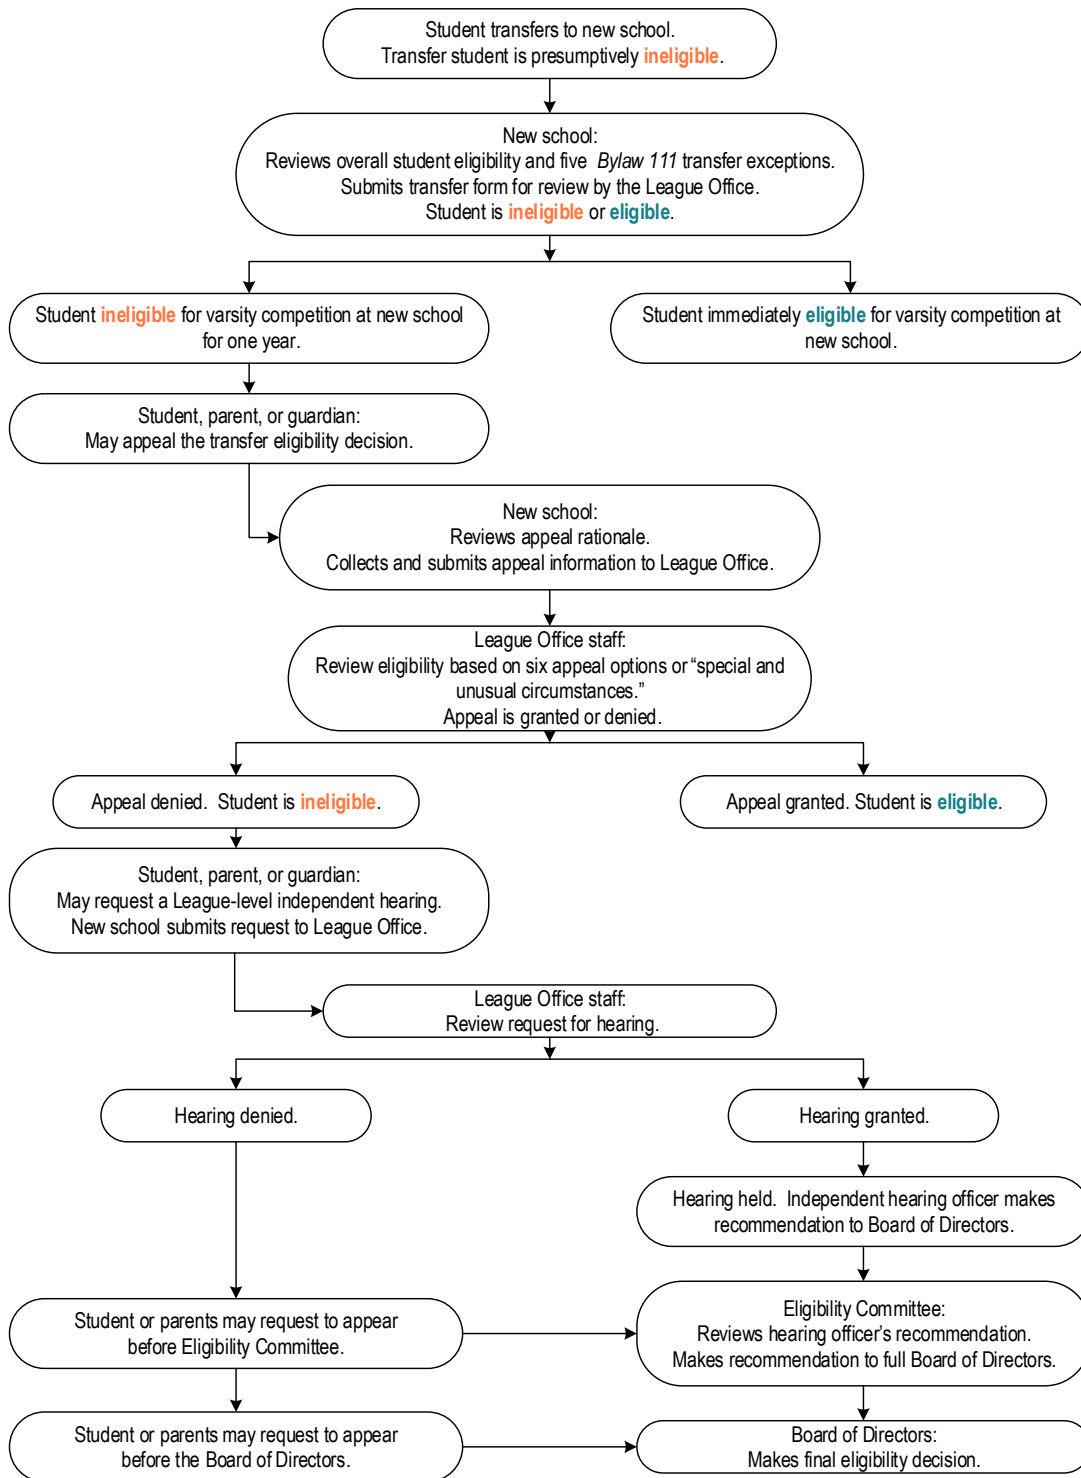 Student transfers to new school.
Transfer student is presumptively ineligible.
New school:
Reviews overall student eligibility and five Bylaw 111 transfer exceptions.
Submits transfer form for review by the League Office.
Student is ineligible or eligible.
Student ineligible for varsity competition at new school
for one year.
Student immediately eligible for varsity competition at
new school.
Student, parent, or guardian:
May appeal the transfer eligibility decision.
New school:
Reviews appeal rationale.
Collects and submits appeal information to League Office.
League Office staff:
Review eligibility based on six appeal options or “special and
unusual circumstances.”
Appeal is granted or denied.
Appeal denied. Student is ineligible.
Appeal granted. Student is eligible.
Student, parent, or guardian:
May request a League-level independent hearing.
New school submits request to League Office.
League Office staff:
Review request for hearing.
Hearing denied.
Hearing granted.
Hearing held. Independent hearing officer makes
recommendation to Board of Directors.
Student or parents may request to appear
before Eligibility Committee.
Eligibility Committee:
Reviews hearing officer’s recommendation.
Makes recommendation to full Board of Directors.
Student or parents may request to appear
before the Board of Directors.
Board of Directors:
Makes final eligibility decision.